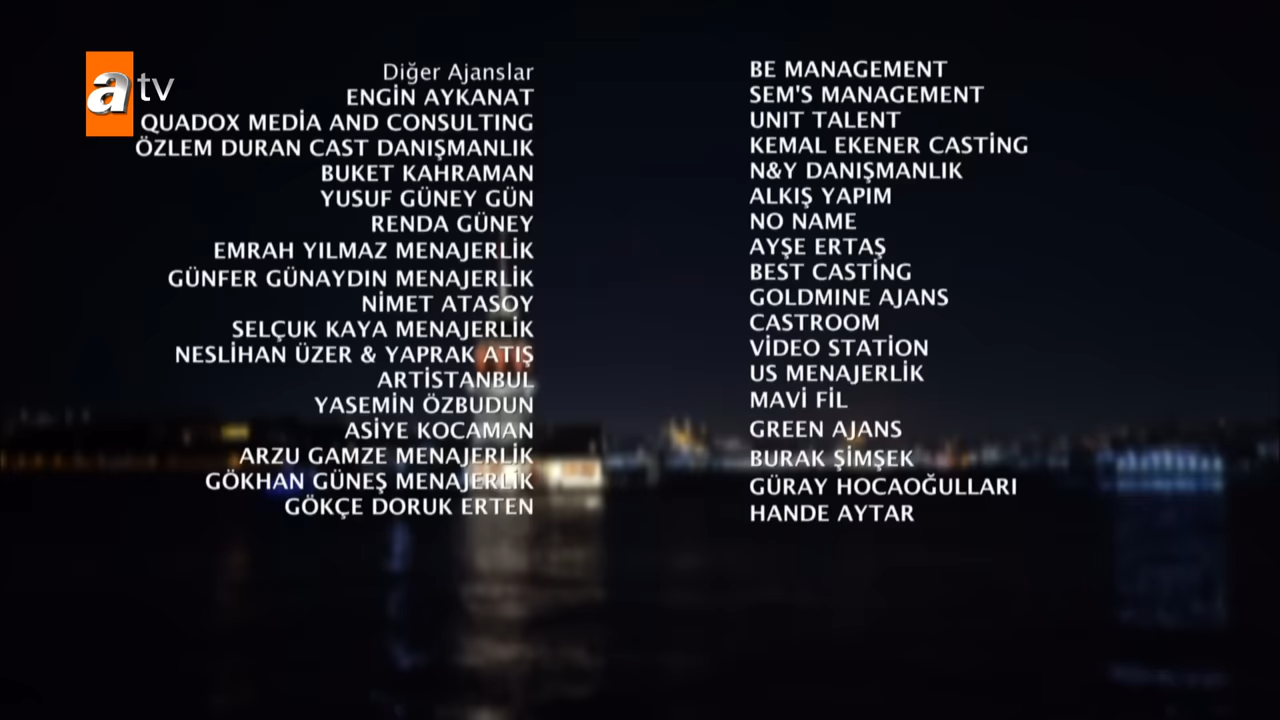 atv
Diğer Ajanslar
ENGİN AYKANAT
QUADOX MEDİA AND CONSULTING
ÖZLEM DURAN CAST DANIŞMANLIK
BUKET KAHRAMAN
YUSUF GÜNEY GÜN
RENDA GÜNEY
EMRAH YILMAZ MENAJERLİK
GÜNFER GÜNAYDIN MENAJERLİK
NİMET ATASOY
SELÇUK KAYA MENAJERLİK
NESLİHAN ÜZER & YAPRAK ATIŞ
ARTİSTANBUL
YASEMİN ÖZBUDUN
ASİYE KOCAMAN
ARZU GAMZE MENAJERLİK
GÖKHAN GÜNEŞ MENAJERLİK
GÖKÇE DORUK ERTEN
BE MANAGEMENT
SEM'S MANAGEMENT
UNIT TALENT
KEMAL EKENER CASTİNG
N&Y DANIŞMANLIK
ALKIŞ YAPIM
NO NAME
AYŞE ERTAŞ
BEST CASTİNG
GOLDMINE AJANS
CASTROOM
VİDEO STATİON
US MENAJERLİK
MAVİ FİL
GREEN AJANS
BURAK ŞİMŞEK
GÜRAY HOCAOĞULLARI
HANDE AYTAR